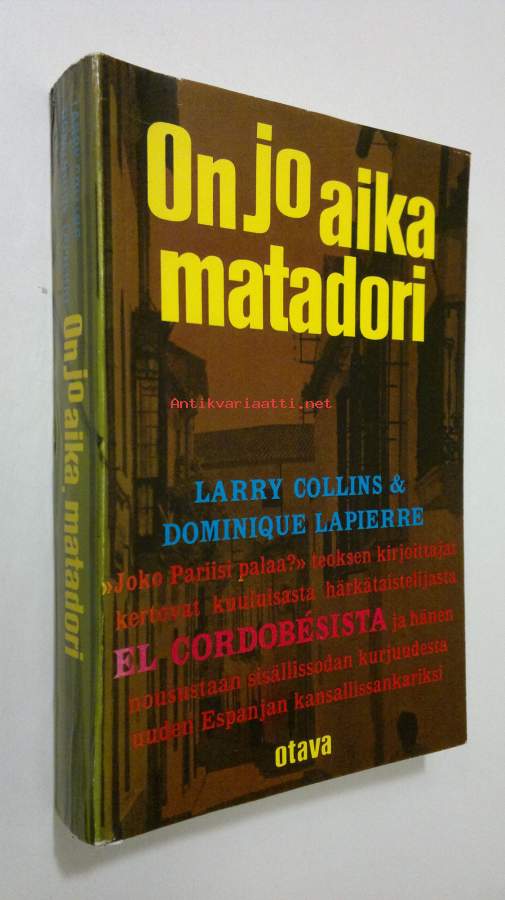 On jo aika
matadori
Antikvariaatti.net
LARRY COLLINS &
DOMINIQUE LAPIERRE
»Joko Pariisi palaa?» teoksen kirjoittajat
kertovat kuuluisasta härkätaistelijasta
EL CORDOBÉSISTA ja hänen
nousustaan sisällissodan kurjuudesta
uuden Espanjan kansallissankariksi
otava
On jo aika, matadori